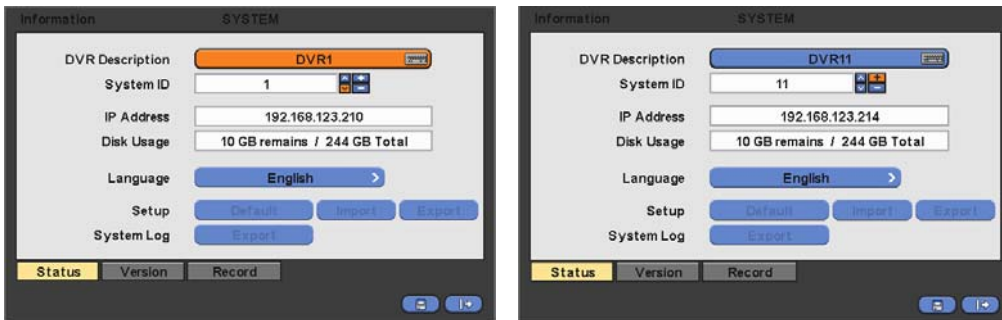 Information SYSTEM
DVR Description DVR1
System ID 1
IP Address 192.168.123.210
Disk Usage 10 GB remains / 244 GB Total
Language English
Setup Default Import Export
System Log Export
Status Version Record
Information SYSTEM
DVR Description DVR11
System ID 11
IP Address 192.168.123.214
Disk Usage 10 GB remains / 244 GB Total
Language English
Setup Default Import Export
System Log Export
Status Version Record